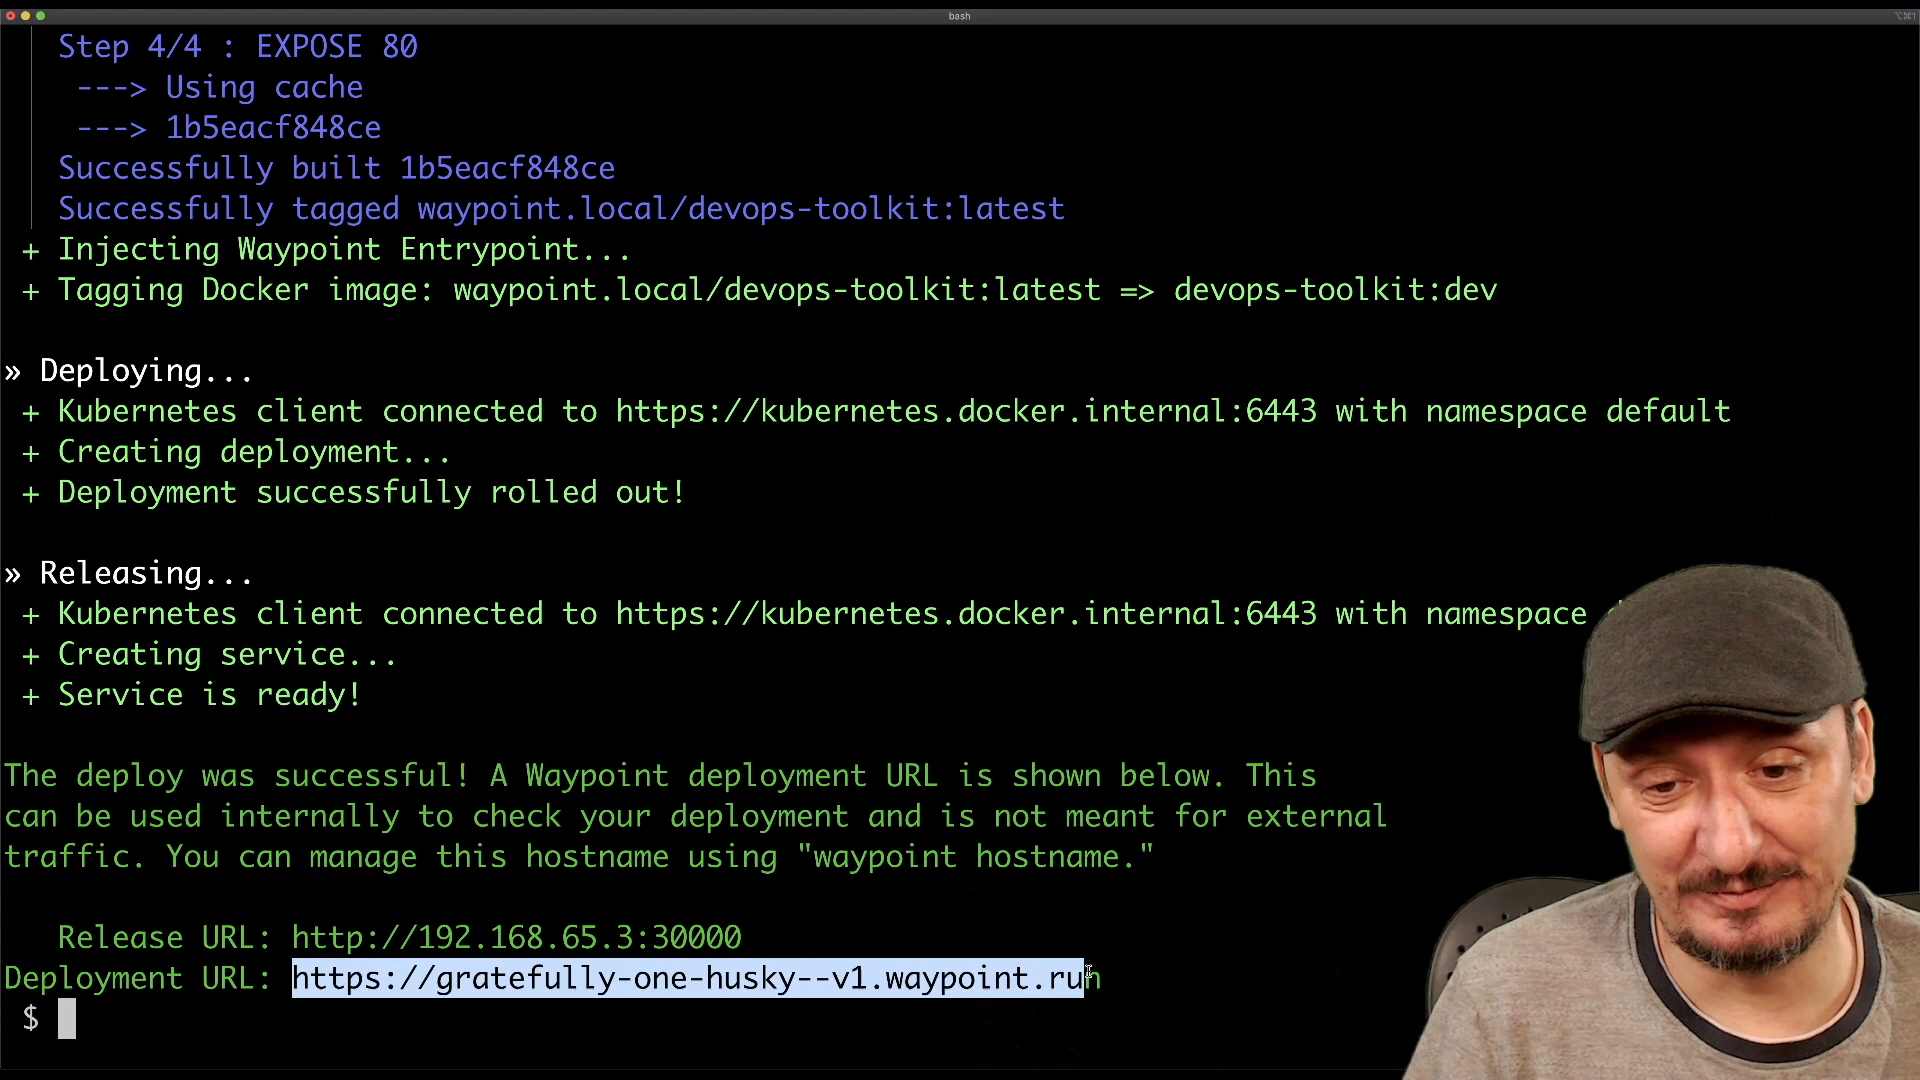 bash
⌥⌘1
Step 4/4 : EXPOSE 80
---> Using cache
---> 1b5eacf848ce
Successfully built 1b5eacf848ce
Successfully tagged waypoint.local/devops-toolkit:latest
+ Injecting Waypoint Entrypoint...
+ Tagging Docker image: waypoint.local/devops-toolkit:latest => devops-toolkit:dev
» Deploying...
+ Kubernetes client connected to https://kubernetes.docker.internal:6443 with namespace default
+ Creating deployment...
+ Deployment successfully rolled out!
» Releasing...
+ Kubernetes client connected to https://kubernetes.docker.internal:6443 with namespace
+ Creating service...
+ Service is ready!
The deploy was successful! A Waypoint deployment URL is shown below. This
can be used internally to check your deployment and is not meant for external
traffic. You can manage this hostname using "waypoint hostname."
Release URL: http://192.168.65.3:30000
Deployment URL: https://gratefully-one-husky--v1.waypoint.run
$